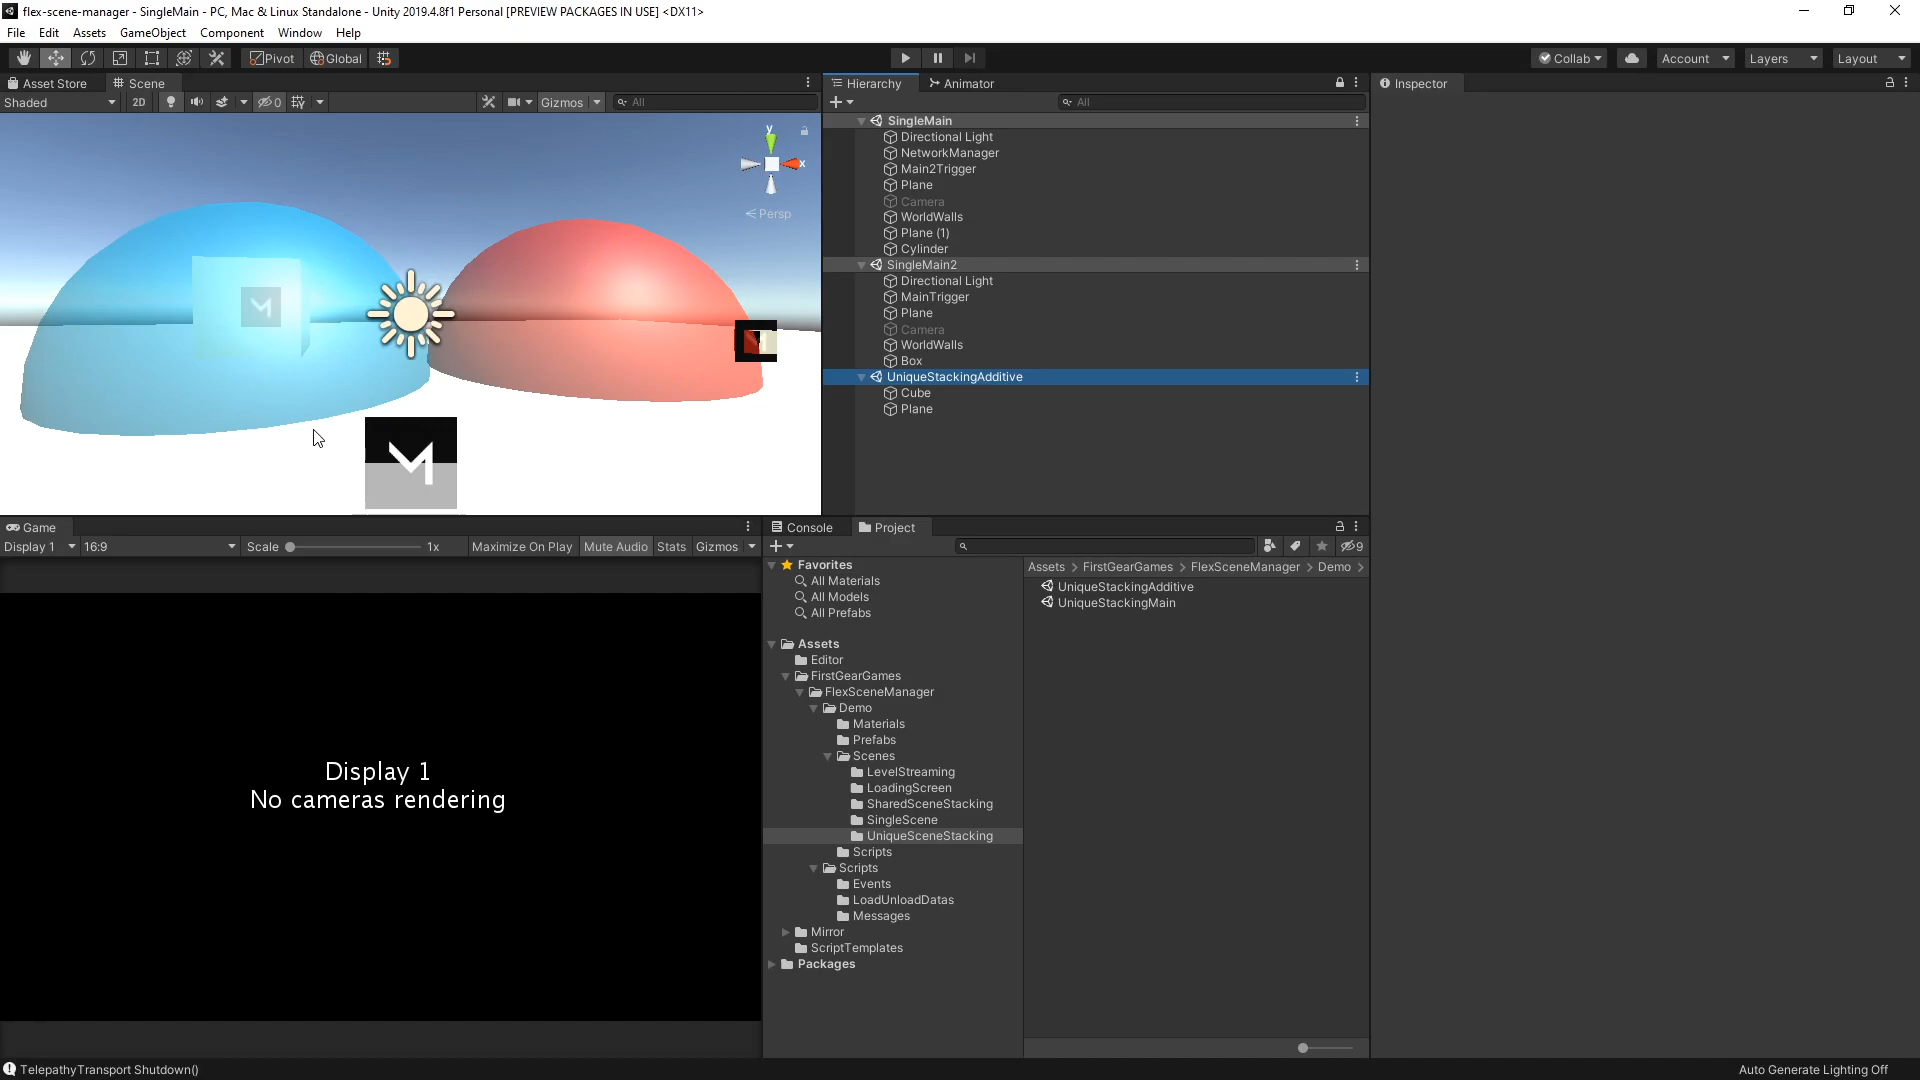 flex-scene-manager - SingleMain - PC, Mac & Linux Standalone - Unity 2019.4.8f1 Personal [PREVIEW PACKAGES IN USE] <DX11>
File Edit Assets GameObject Component Window Help
Pivot Global Collab Account Layers Layout
Asset Store Scene
Shaded 2D 0 Gizmos All
y
x
Persp
Hierarchy Animator
All
SingleMain
Directional Light
NetworkManager
Main2Trigger
Plane
Camera
WorldWalls
Plane (1)
Cylinder
SingleMain2
Directional Light
MainTrigger
Plane
Camera
WorldWalls
Box
UniqueStackingAdditive
Cube
Plane
Inspector
Game
Display 1 16:9 Scale 1x Maximize On Play Mute Audio Stats Gizmos
Display 1
No cameras rendering
Console Project
9
Favorites
All Materials
All Models
All Prefabs
Assets
Editor
FirstGearGames
FlexSceneManager
Demo
Materials
Prefabs
Scenes
LevelStreaming
LoadingScreen
SharedSceneStacking
SingleScene
UniqueSceneStacking
Scripts
Scripts
Events
LoadUnloadDatas
Messages
Mirror
ScriptTemplates
Packages
Assets > FirstGearGames > FlexSceneManager > Demo >
UniqueStackingAdditive
UniqueStackingMain
TelepathyTransport Shutdown()
Auto Generate Lighting Off